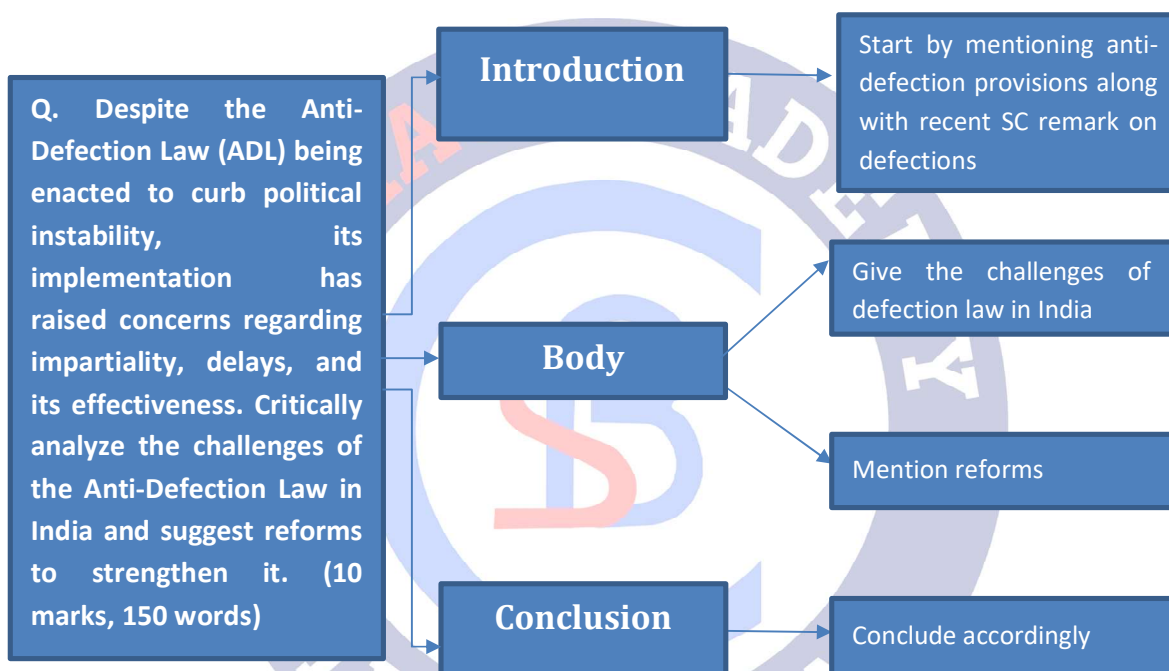 Q. Despite the Anti-
Defection Law (ADL) being
enacted to curb political
instability, its
implementation has
raised concerns regarding
impartiality, delays, and
its effectiveness. Critically
analyze the challenges of
the Anti-Defection Law in
India and suggest reforms
to strengthen it. (10
marks, 150 words)
Introduction
Start by mentioning anti-
defection provisions along
with recent SC remark on
defections
Body
Give the challenges of
defection law in India
Mention reforms
Conclusion
Conclude accordingly